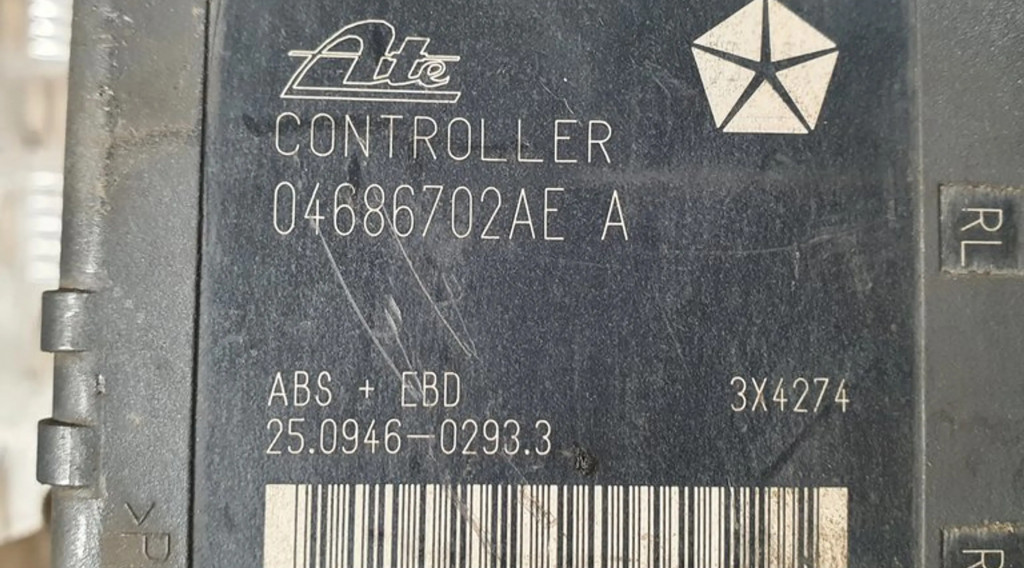 Ate
CONTROLLER
04686702AE A
ABS + EBD 3X4274
25.0946-0293.3
RL
>P
R